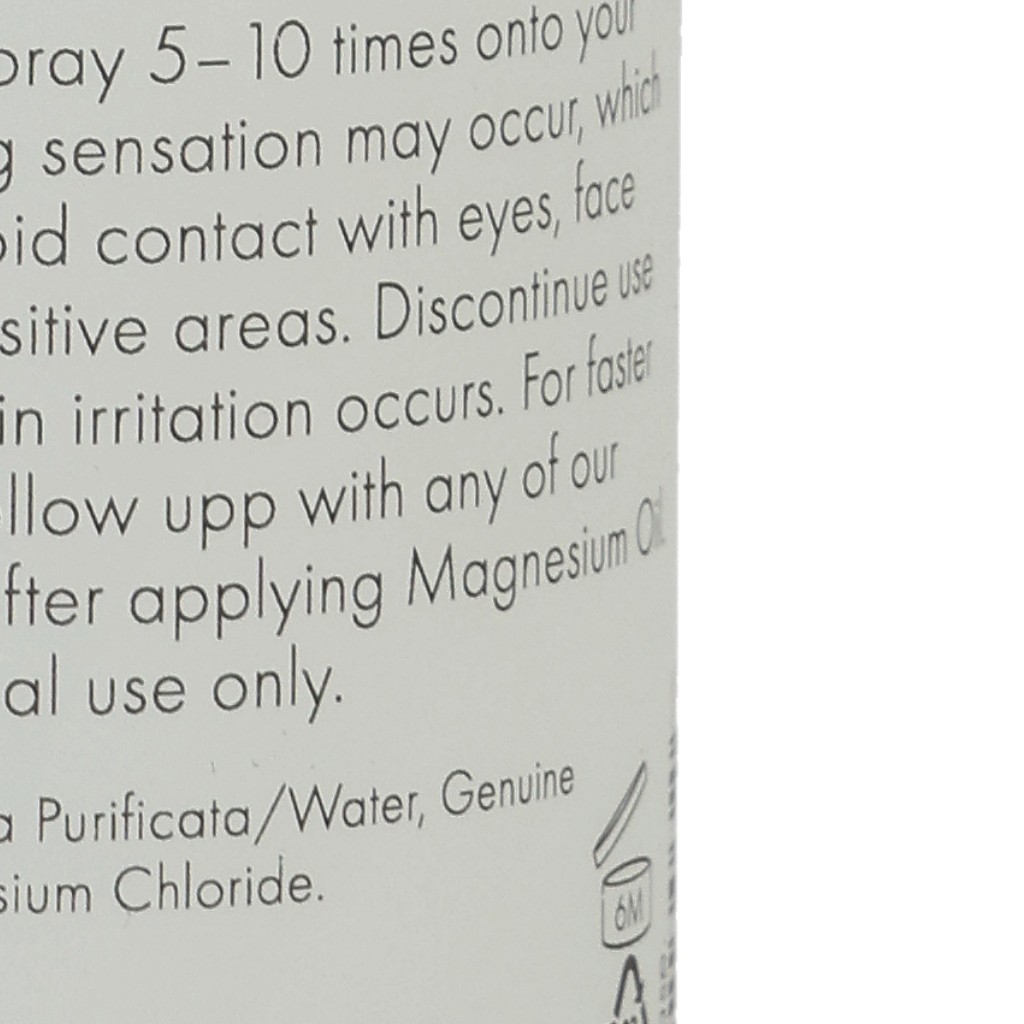 pray 5–10 times onto your
g sensation may occur, which
oid contact with eyes, face
sitive areas. Discontinue use
in irritation occurs. For faster
llow upp with any of our
fter applying Magnesium Oil
al use only.
a Purificata/Water, Genuine
sium Chloride.
6M